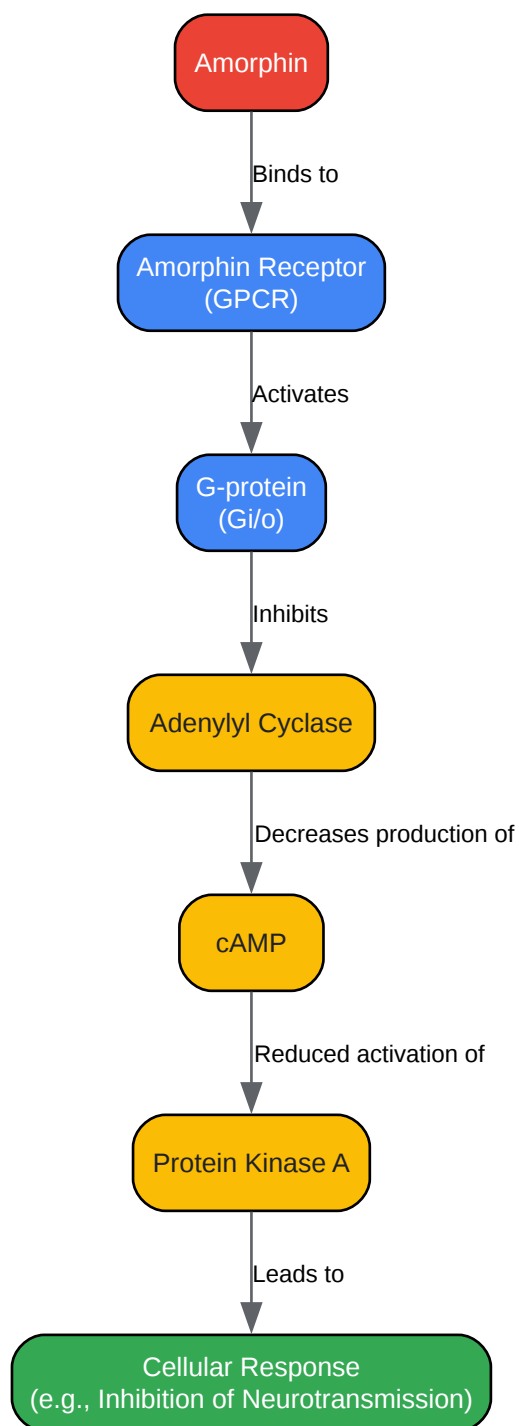 Amorphin
Binds to
Amorphin Receptor
(GPCR)
Activates
G-protein
(Gi/o)
Inhibits
Adenylyl Cyclase
Decreases production of
cAMP
Reduced activation of
Protein Kinase A
Leads to
Cellular Response
(e.g., Inhibition of Neurotransmission)